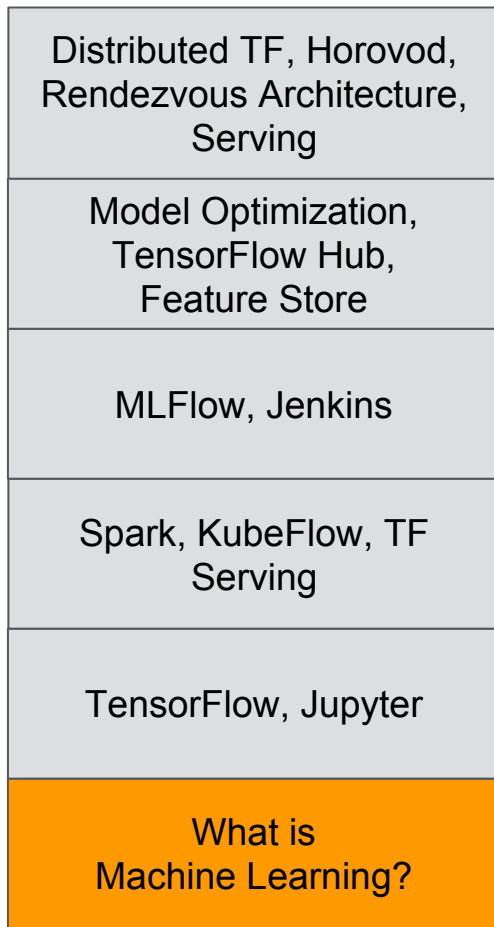 Distributed TF, Horovod,
Rendezvous Architecture,
Serving
Model Optimization,
TensorFlow Hub,
Feature Store
MLFlow, Jenkins
Spark, KubeFlow, TF
Serving
TensorFlow, Jupyter
What is
Machine Learning?